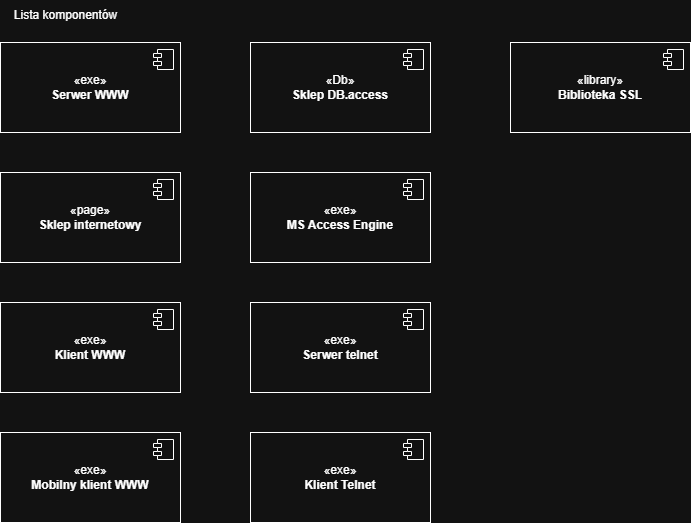 Lista komponentów
«exe»
Serwer WWW
«Db»
Sklep DB.access
«library»
Biblioteka SSL
«page»
Sklep internetowy
«exe»
MS Access Engine
«exe»
Klient WWW
«exe»
Serwer telnet
«exe»
Mobilny klient WWW
«exe»
Klient Telnet